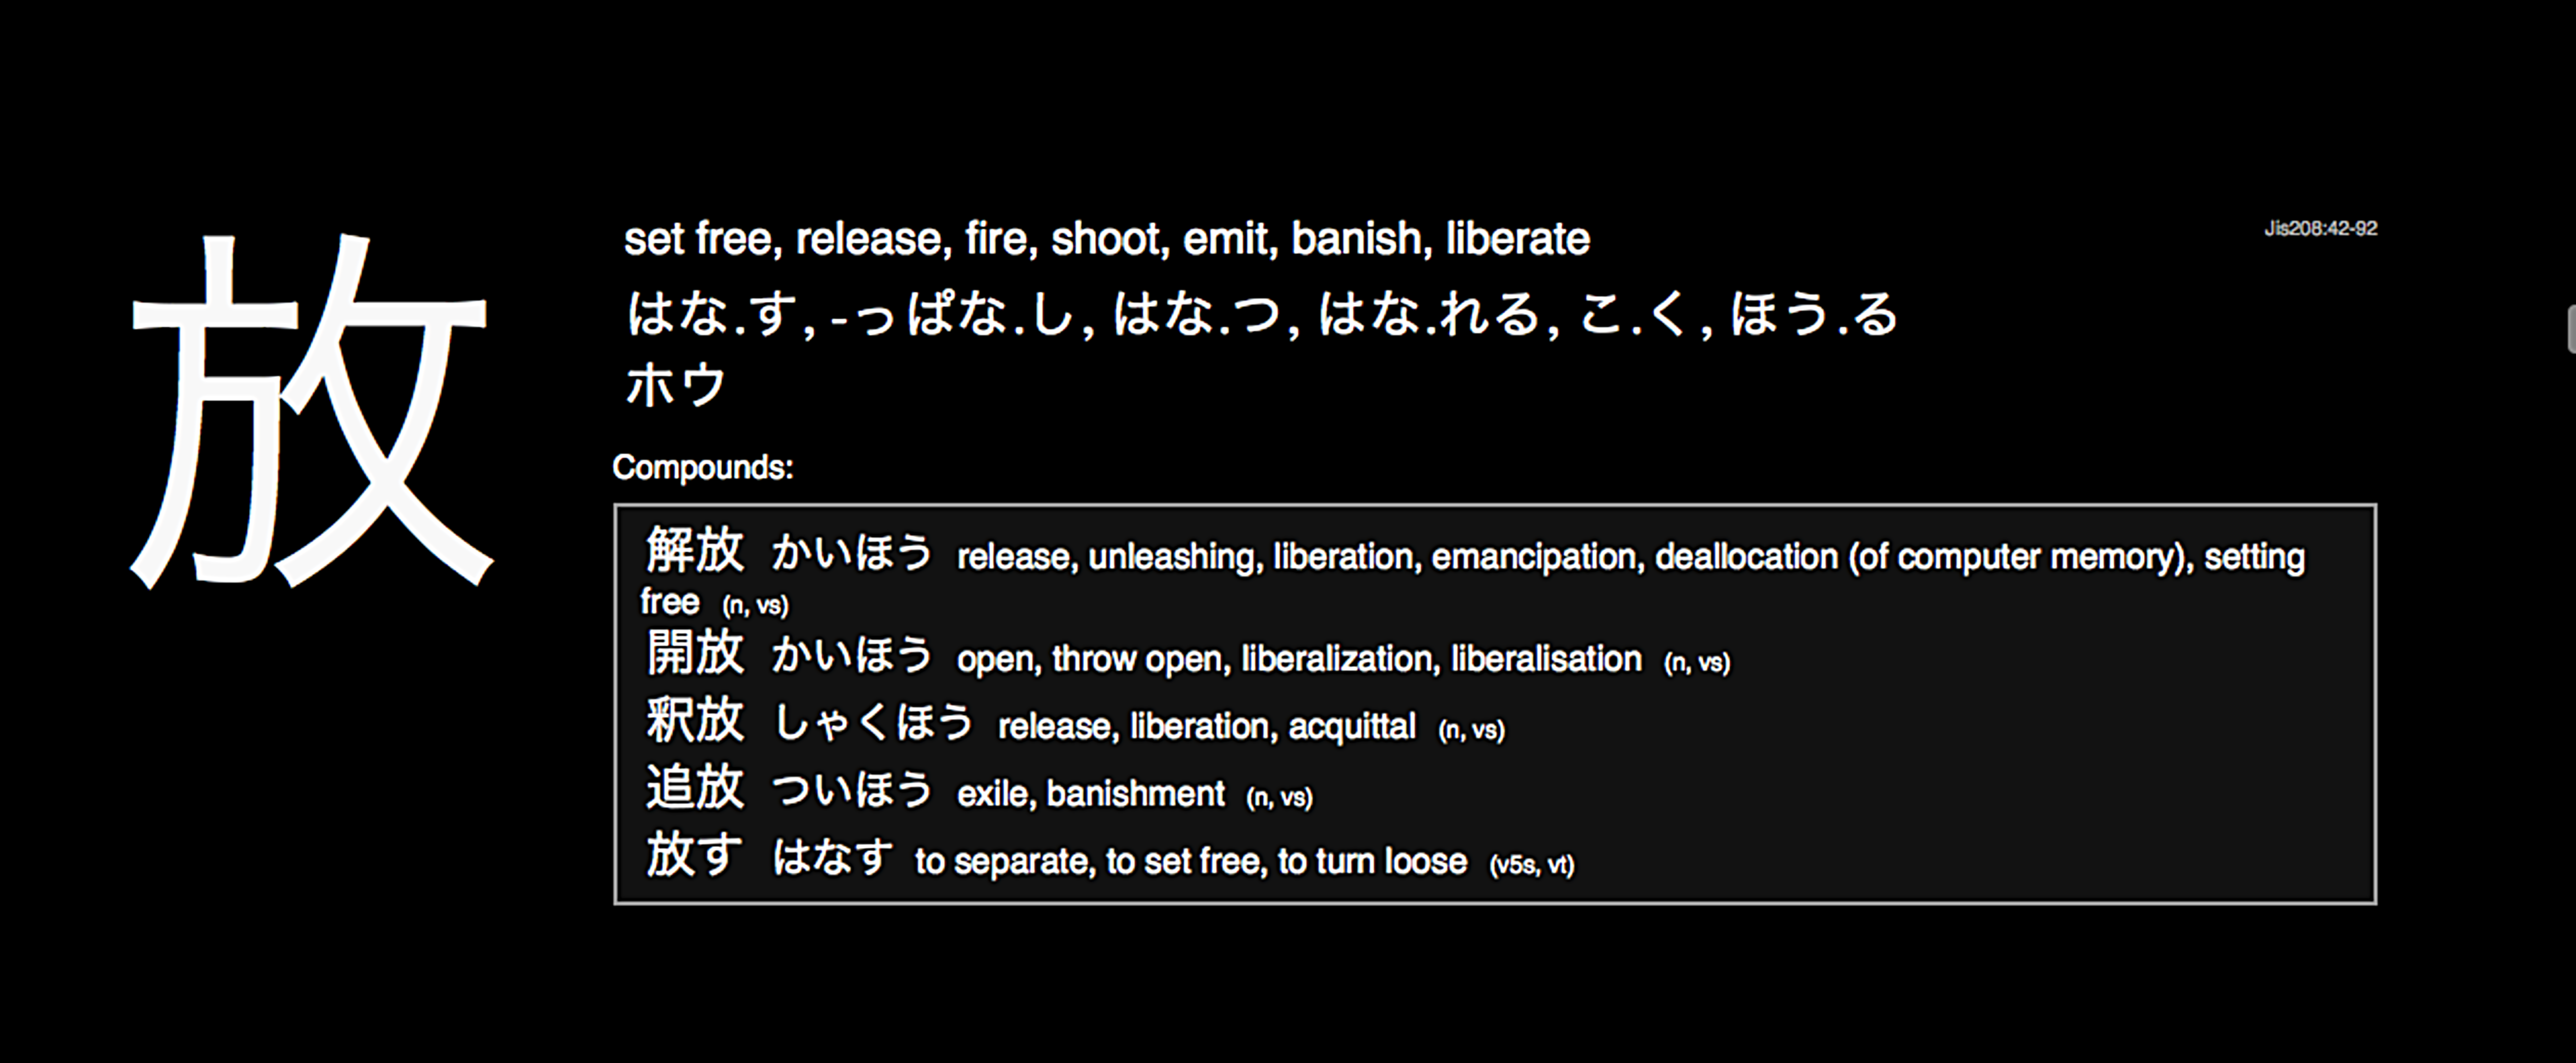 放
set free, release, fire, shoot, emit, banish, liberate
Jis208:42-92
はな.す, -っぱな.し, はな.つ, はな.れる, こ.く, ほう.る
ホウ
Compounds:
解放 かいほう release, unleashing, liberation, emancipation, deallocation (of computer memory), setting
free (n, vs)
開放 かいほう open, throw open, liberalization, liberalisation (n, vs)
釈放 しゃくほう release, liberation, acquittal (n, vs)
追放 ついほう exile, banishment (n, vs)
放す はなす to separate, to set free, to turn loose (v5s, vt)